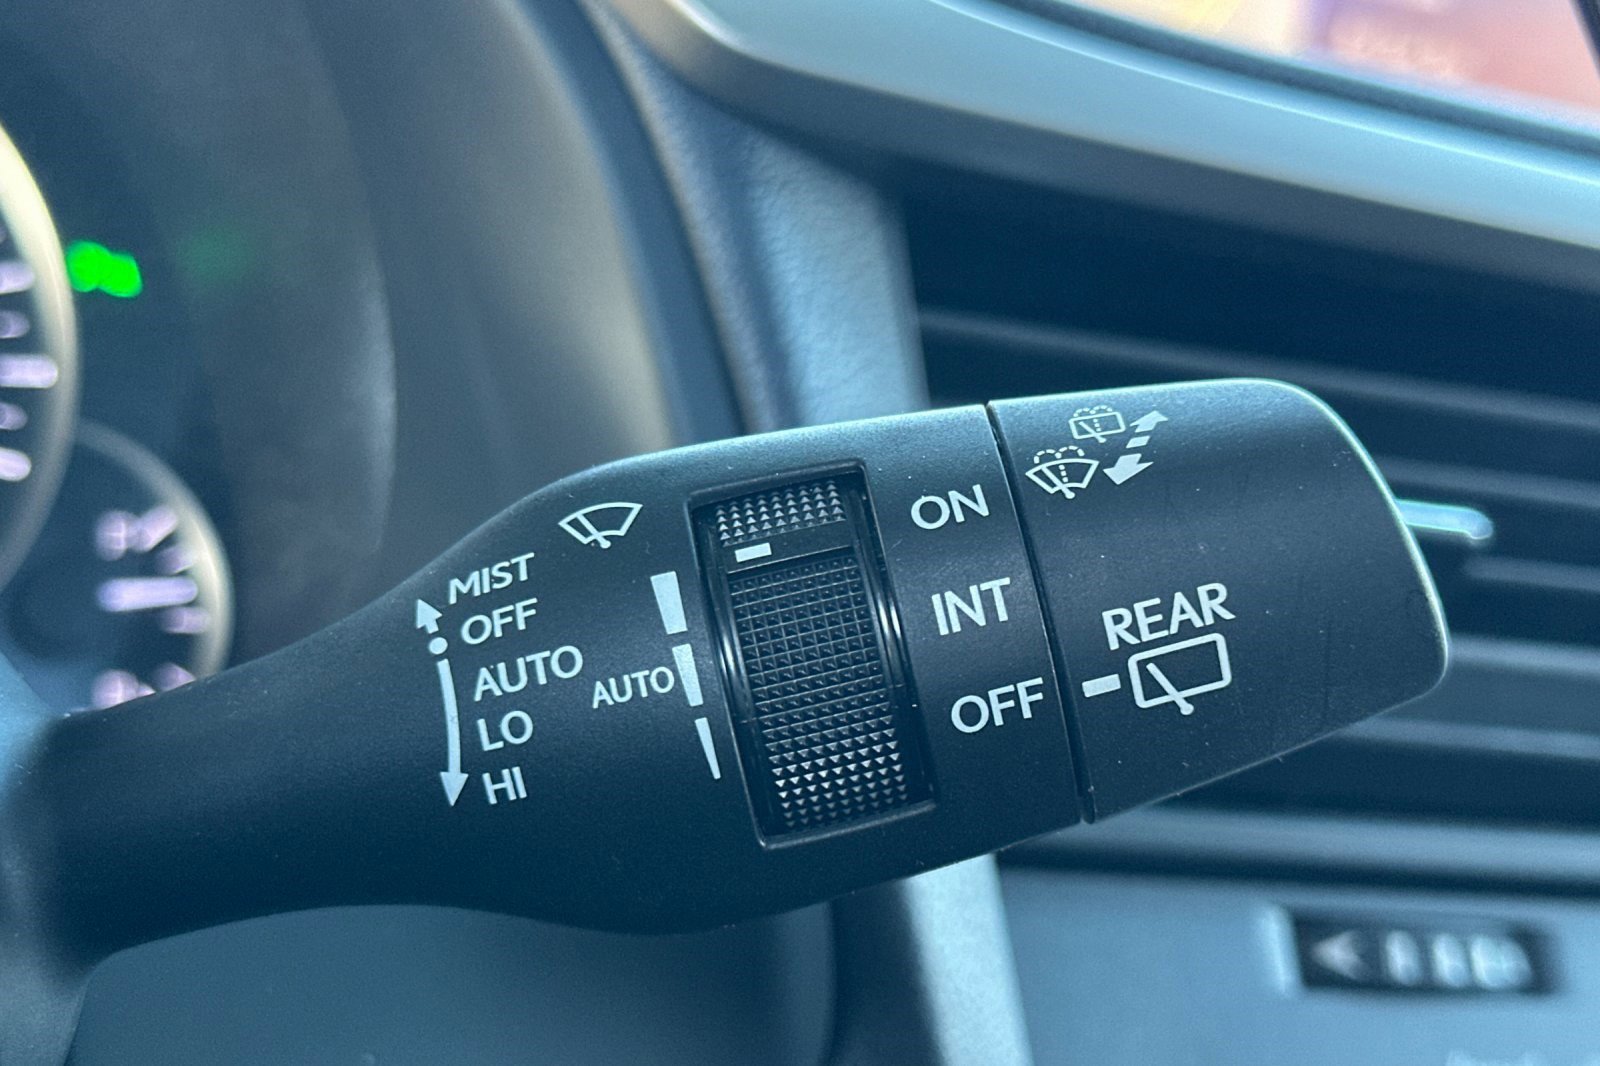 MIST
OFF
AUTO
LO
HI
AUTO
ON
INT
OFF
REAR